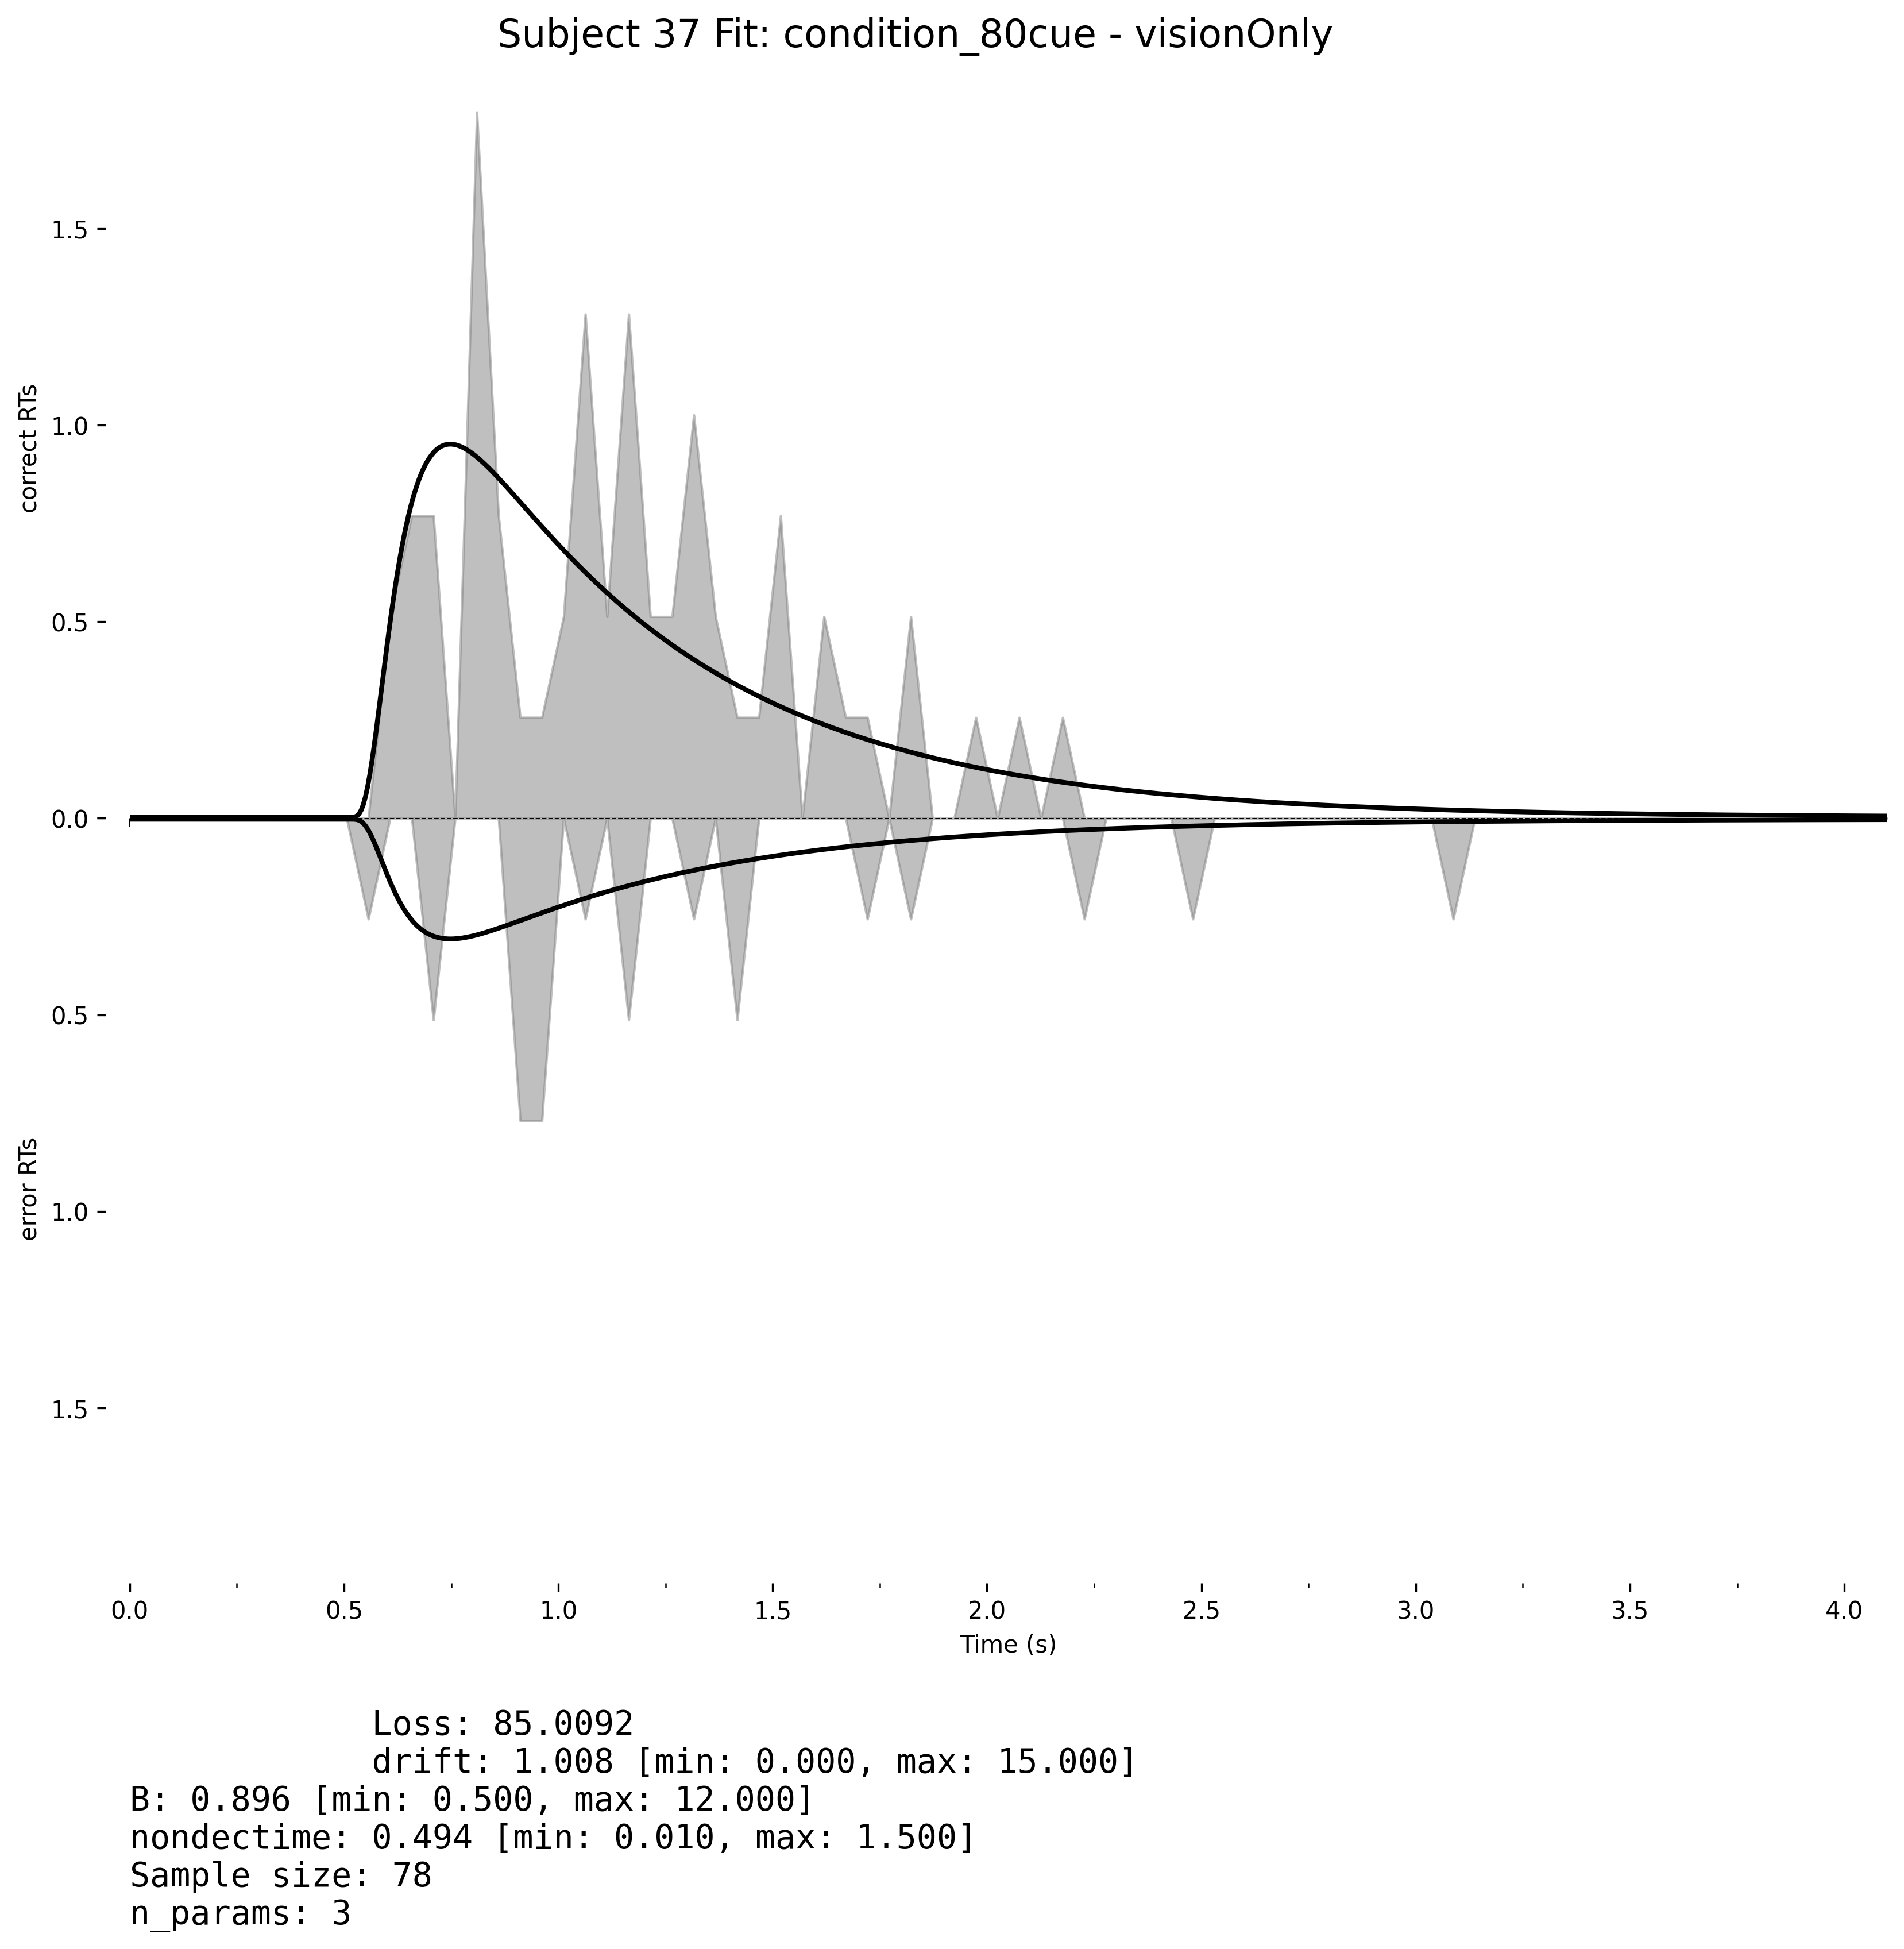 Subject 37 Fit: condition_80cue - visionOnly
correct RTs
error RTs
1.5
1.0
0.5
0.0
0.5
1.0
1.5
0.0 0.5 1.0 1.5 2.0 2.5 3.0 3.5 4.0
Time (s)
Loss: 85.0092
drift: 1.008 [min: 0.000, max: 15.000]
B: 0.896 [min: 0.500, max: 12.000]
nondectime: 0.494 [min: 0.010, max: 1.500]
Sample size: 78
n_params: 3